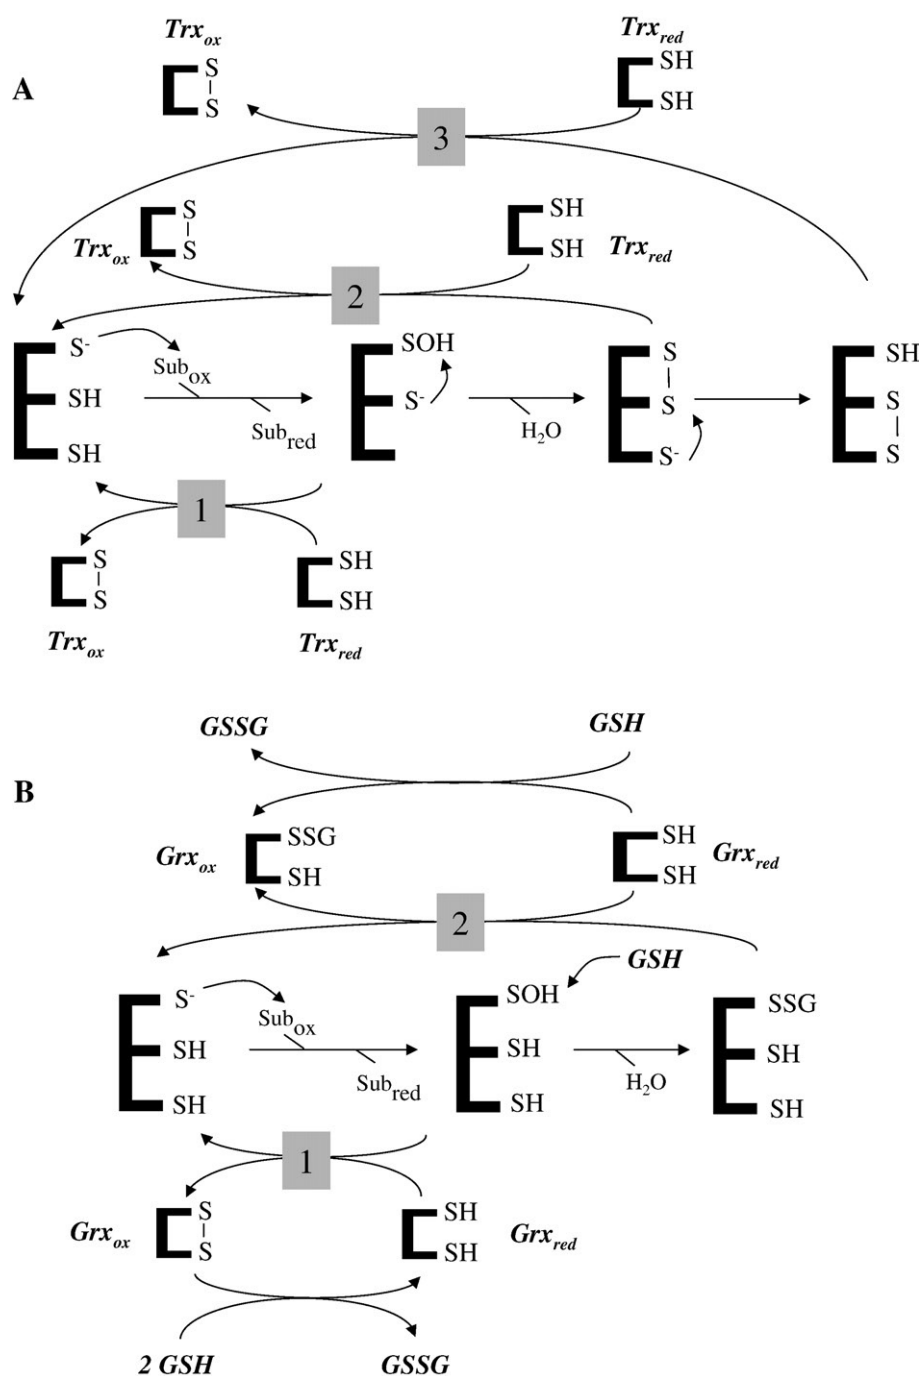 Trx_ox Trx_red
A
S SH
S SH
3
S SH
S SH
Trx_ox Trx_red
2
S- SOH S SH
Sub_ox
SH S- S S
Sub_red H2O
SH S- S
1
S SH
S SH
Trx_ox Trx_red
GSSG GSH
B
SSG SH
Grx_ox Grx_red
SH SH
2
GSH
S- SOH SSG
Sub_ox
SH SH SH
Sub_red H2O
SH SH SH
1
S SH
Grx_ox Grx_red
S SH
2 GSH GSSG